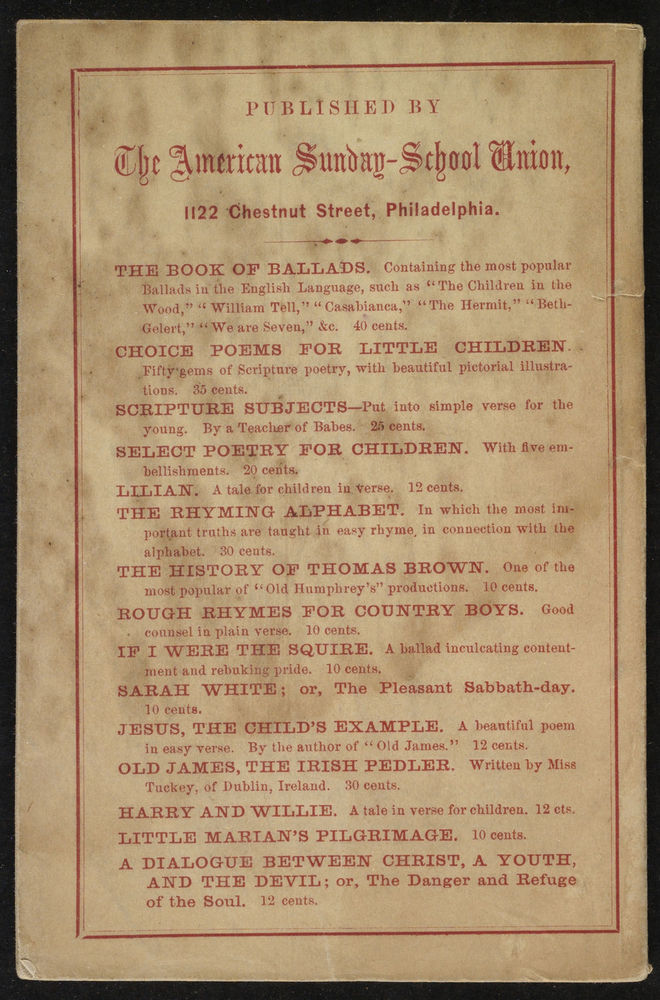 PUBLISHED BY
The American Sunday-School Union,
1122 Chestnut Street, Philadelphia.
THE BOOK OF BALLADS. Containing the most popular
Ballads in the English Language, such as “The Children in the
Wood,” “William Tell,” “Casabianca,” “The Hermit,” “Beth-
Gelert,” “We are Seven,” &c. 40 cents.
CHOICE POEMS FOR LITTLE CHILDREN.
Fifty gems of Scripture poetry, with beautiful pictorial illustra-
tions. 35 cents.
SCRIPTURE SUBJECTS—Put into simple verse for the
young. By a Teacher of Babes. 25 cents.
SELECT POETRY FOR CHILDREN. With five em-
bellishments. 20 cents.
LILIAN. A tale for children in verse. 12 cents.
THE RHYMING ALPHABET. In which the most im-
portant truths are taught in easy rhyme, in connection with the
alphabet. 30 cents.
THE HISTORY OF THOMAS BROWN. One of the
most popular of “Old Humphrey’s” productions. 10 cents.
ROUGH RHYMES FOR COUNTRY BOYS. Good
counsel in plain verse. 10 cents.
IF I WERE THE SQUIRE. A ballad inculcating content-
ment and rebuking pride. 10 cents.
SARAH WHITE; or, The Pleasant Sabbath-day.
10 cents.
JESUS, THE CHILD’S EXAMPLE. A beautiful poem
in easy verse. By the author of “Old James.” 12 cents.
OLD JAMES, THE IRISH PEDLER. Written by Miss
Tuckey, of Dublin, Ireland. 30 cents.
HARRY AND WILLIE. A tale in verse for children. 12 cts.
LITTLE MARIAN’S PILGRIMAGE. 10 cents.
A DIALOGUE BETWEEN CHRIST, A YOUTH,
AND THE DEVIL; or, The Danger and Refuge
of the Soul. 12 cents.